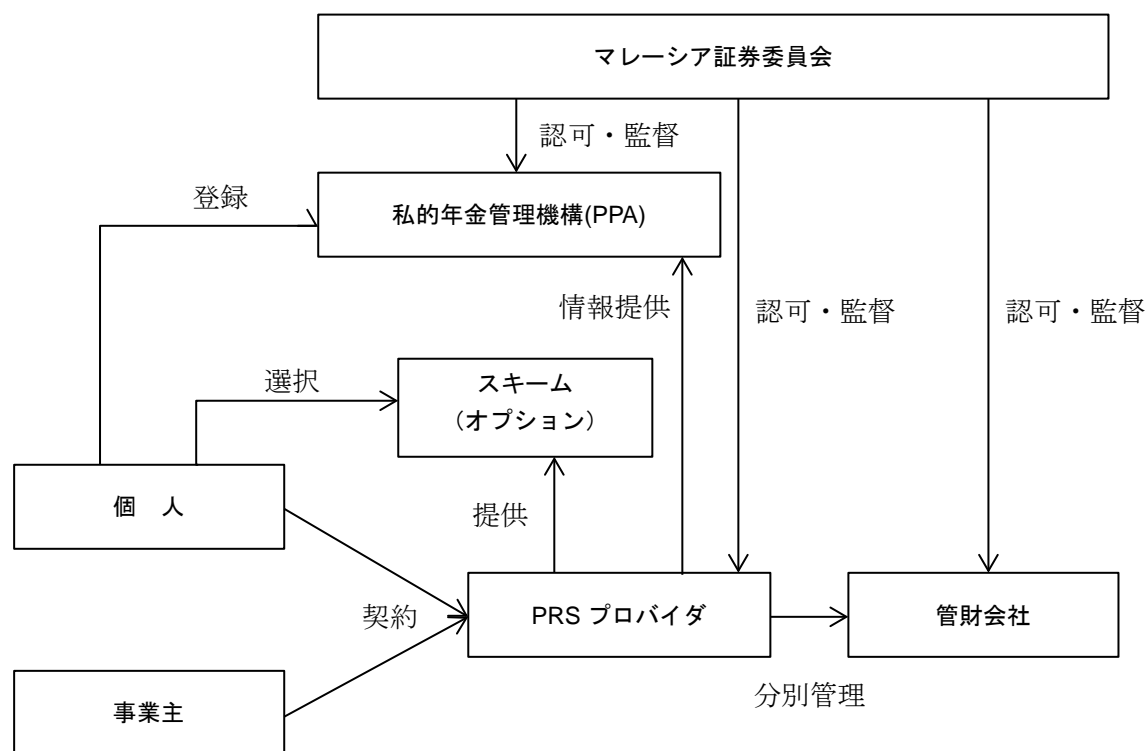 マレーシア証券委員会
認可・監督
登録
私的年金管理機構(PPA)
情報提供
認可・監督
認可・監督
選択
スキーム
（オプション）
個　人
提供
契約
PRS プロバイダ
管財会社
分別管理
事業主